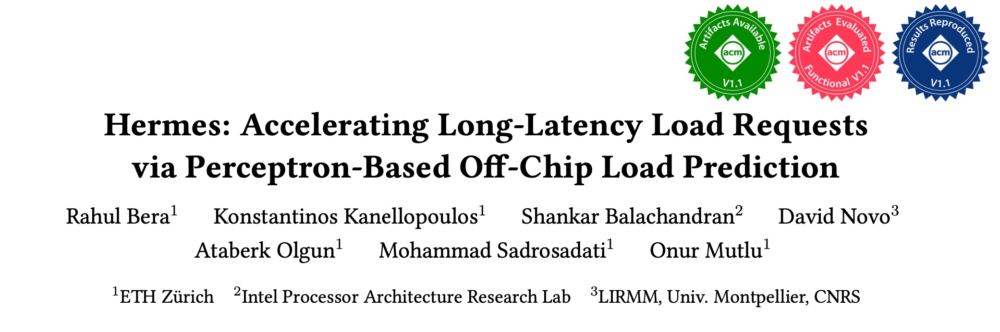 Artifacts Available
acm
V1.1
Artifacts Evaluated
acm
Functional V1.1
Results Reproduced
acm
V1.1
Hermes: Accelerating Long-Latency Load Requests
via Perceptron-Based Off-Chip Load Prediction
Rahul Bera¹ Konstantinos Kanellopoulos¹ Shankar Balachandran² David Novo³
Ataberk Olgun¹ Mohammad Sadrosadati¹ Onur Mutlu¹
¹ETH Zürich ²Intel Processor Architecture Research Lab ³LIRMM, Univ. Montpellier, CNRS